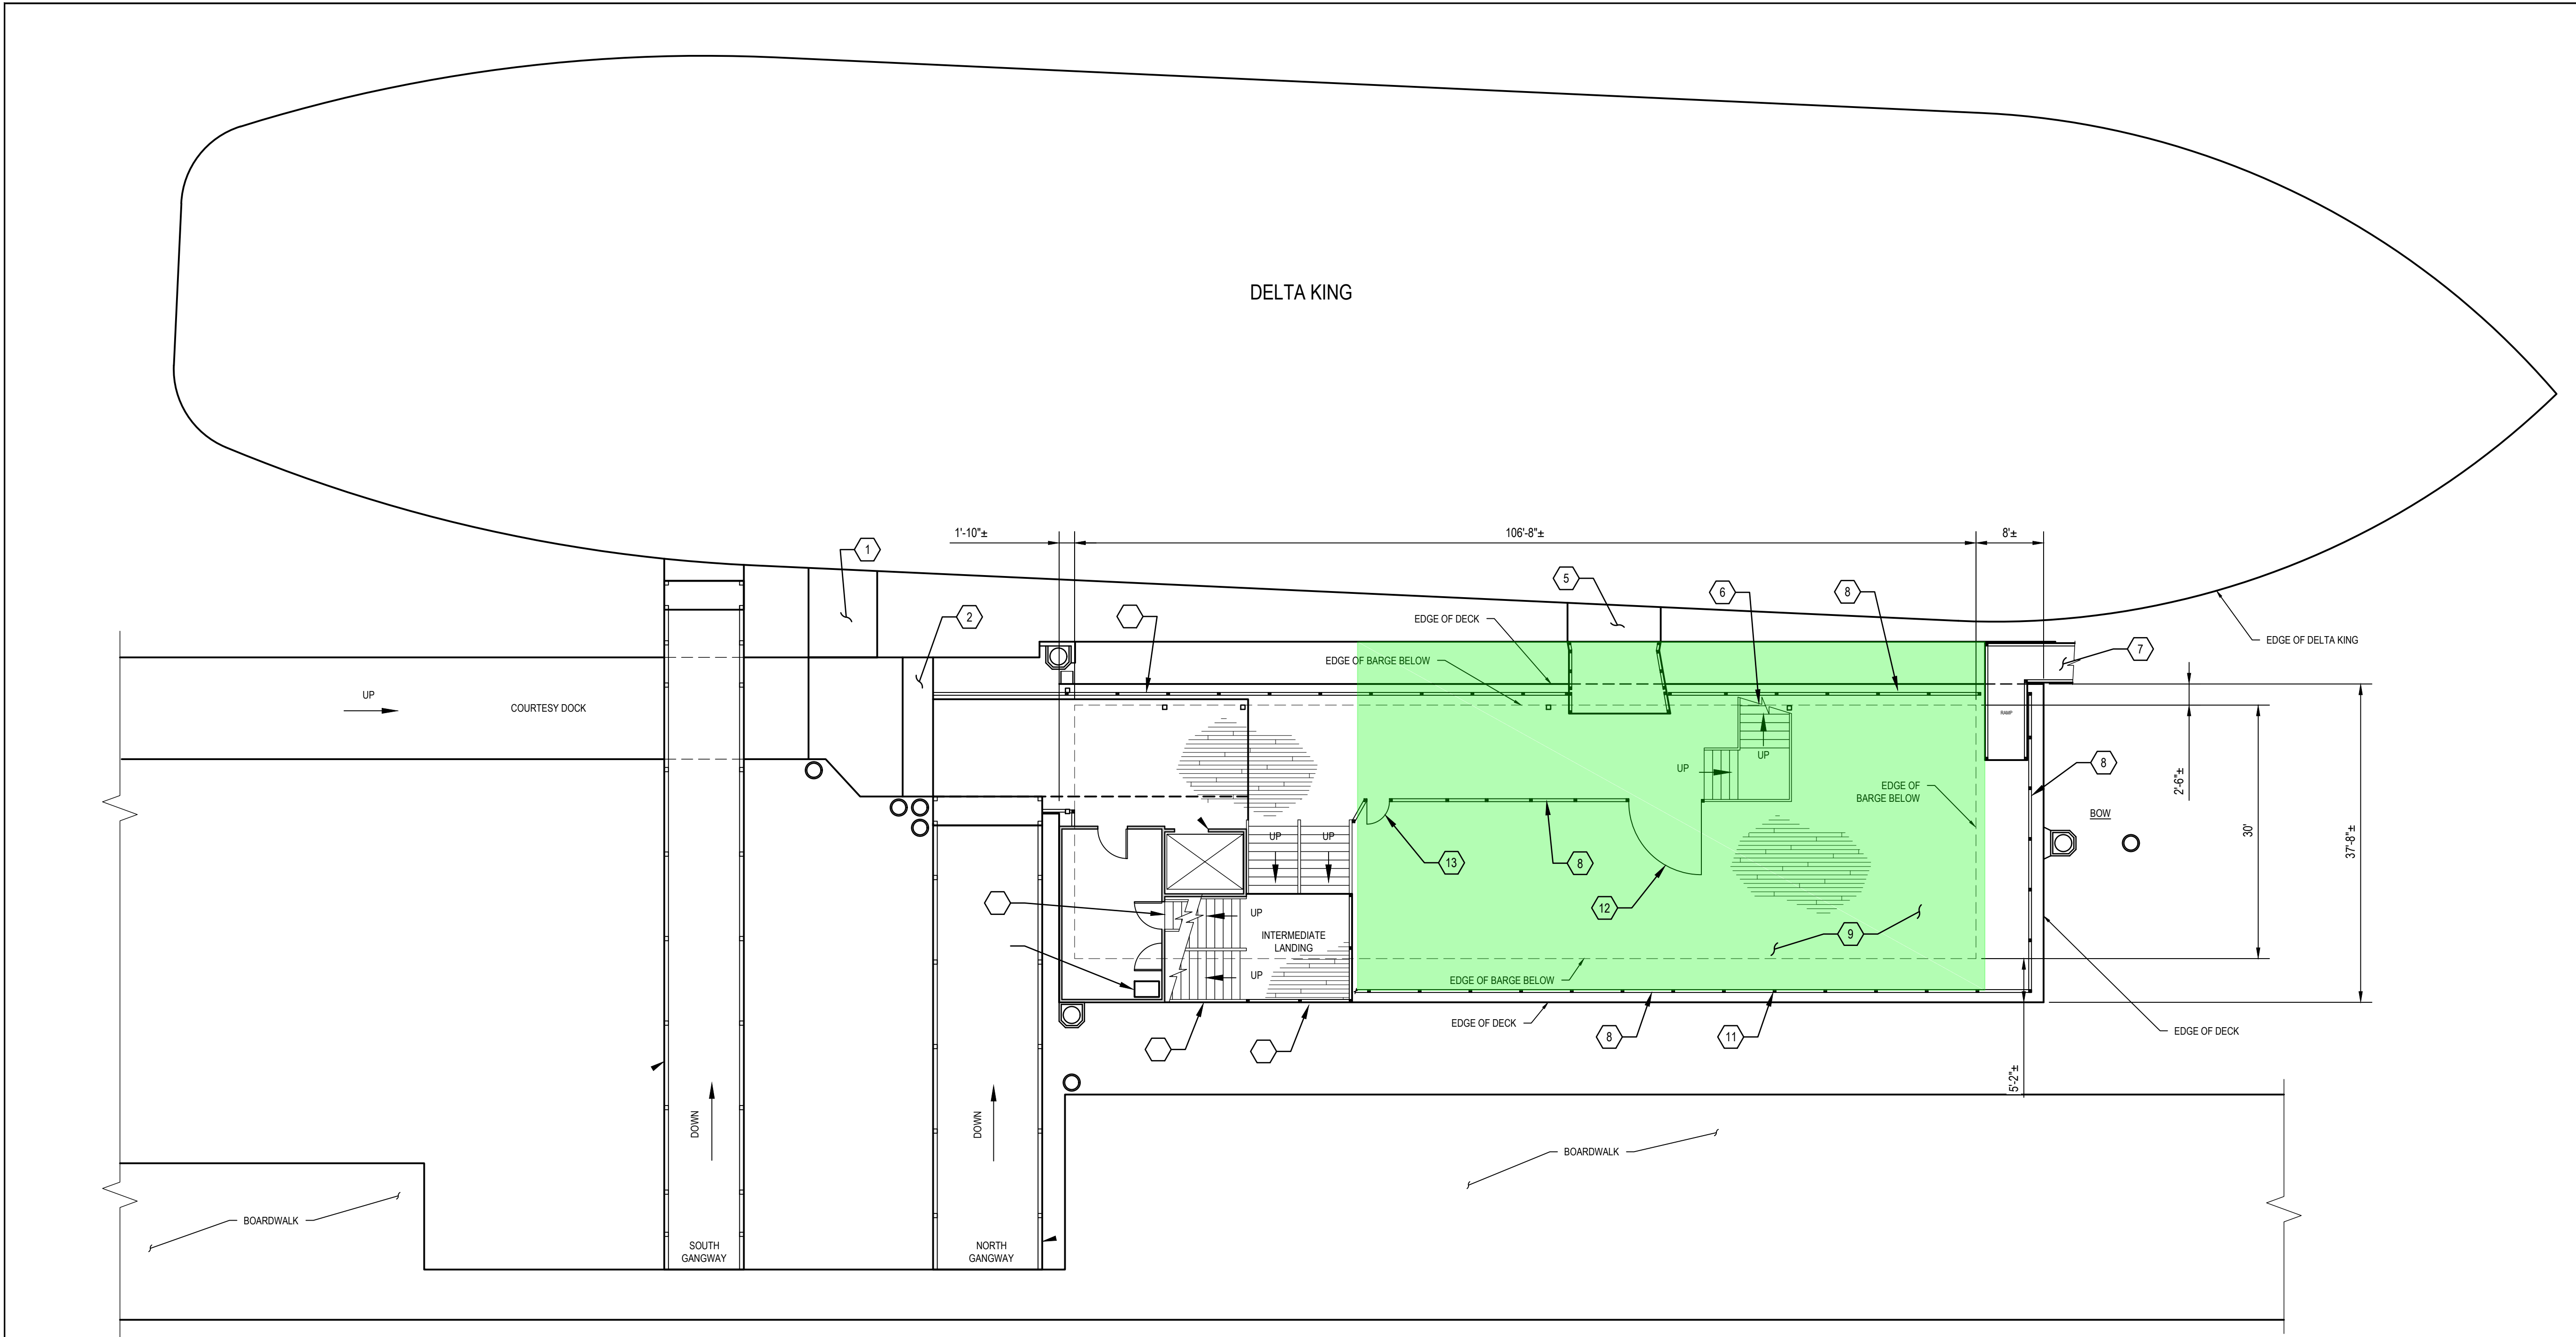 DELTA KING
1'-10"±
106'-8"±
8'±
1
5
6
8
2
EDGE OF DECK
EDGE OF DELTA KING
7
EDGE OF BARGE BELOW
UP
COURTESY DOCK
RAMP
UP
UP
8
2'-6"±
EDGE OF
BARGE BELOW
BOW
UP
UP
13
8
30'
37'-8"±
12
UP
INTERMEDIATE
LANDING
9
UP
EDGE OF BARGE BELOW
EDGE OF DECK
8
11
EDGE OF DECK
5'-2"±
DOWN
DOWN
BOARDWALK
BOARDWALK
SOUTH
GANGWAY
NORTH
GANGWAY